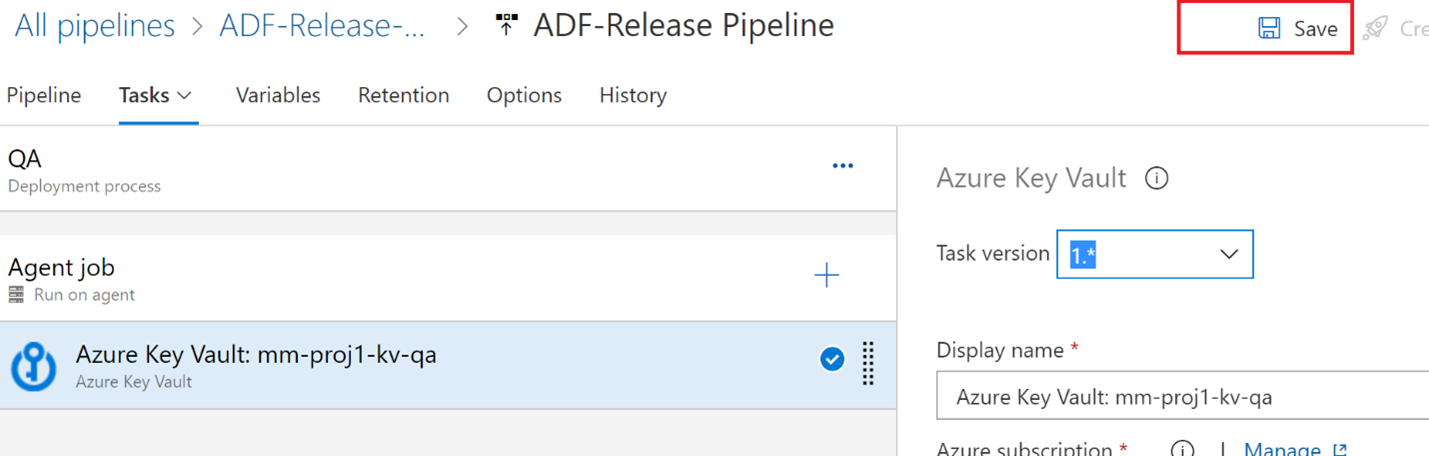 All pipelines > ADF-Release-... > ADF-Release Pipeline
Save
Cre
Pipeline Tasks Variables Retention Options History
QA
Deployment process
Agent job
Run on agent
Azure Key Vault: mm-proj1-kv-qa
Azure Key Vault
Azure Key Vault
Task version 1.*
Display name *
Azure Key Vault: mm-proj1-kv-qa
Azure subscription * | Manage